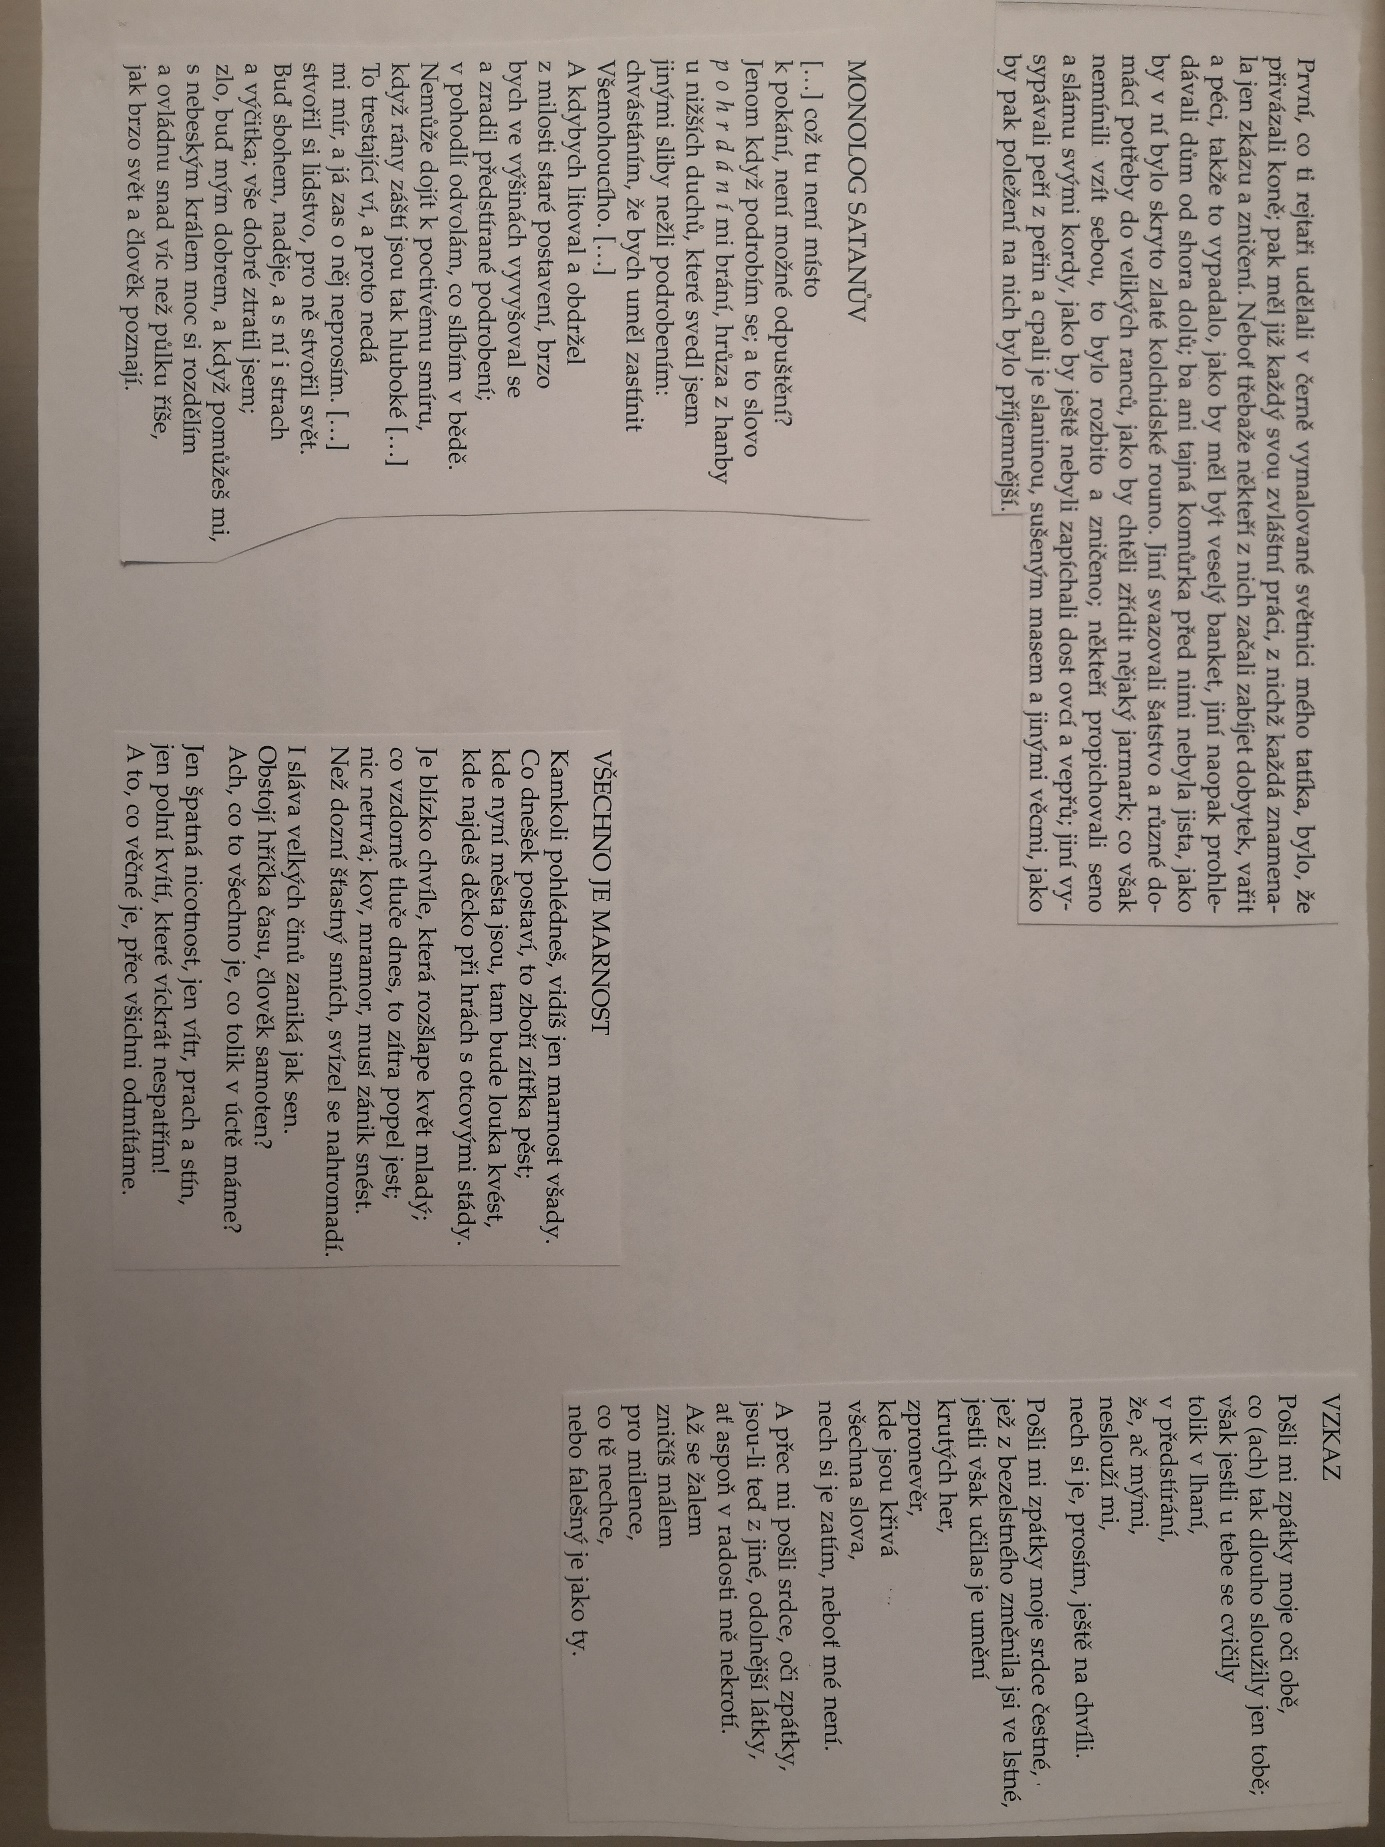 První, co ti rejtaři udělali v černě vymalované světnici mého tatíka, bylo, že
přivázali koně; pak měl již každý svou zvláštní práci, z nichž každá znamena-
la jen zkázu a zničení. Neboť třebaže někteří z nich začali zabíjet dobytek, vařit
a péci, takže to vypadalo, jako by měl být veselý banket, jiní naopak prohle-
dávali dům od shora dolů; ba ani tajná komůrka před nimi nebyla jista, jako
by v ní bylo skryto zlaté kolchidské rouno. Jiní svazovali šatstvo a různé do-
mácí potřeby do velikých ranců, jako by chtěli zřídit nějaký jarmark; co však
nemínili vzít sebou, to bylo rozbito a zničeno; někteří propichovali seno
a slámu svými kordy, jako by ještě nebyli zapíchali dost ovcí a vepřů; jiní vy-
sypávali peří z peřin a cpali je slaninou, sušeným masem a jinými věcmi, jako
by pak poležení na nich bylo příjemnější.
MONOLOG SATANŮV
[…] což tu není místo
k pokání, není možné odpuštění?
Jenom když podrobím se; a to slovo
p o h r d á n í mi brání, hrůza z hanby
u nižších duchů, které svedl jsem
jinými sliby nežli podrobením:
chvástáním, že bych uměl zastínit
Všemohoucího. […]
A kdybych litoval a obdržel
z milosti staré postavení, brzo
bych ve výšinách vyvyšoval se
a zradil předstírané podrobení;
v pohodlí odvolám, co slíbím v bědě.
Nemůže dojít k poctivému smíru,
když rány záští jsou tak hluboké […]
To trestající ví, a proto nedá
mi mír, a já zas o něj neprosím. […]
stvořil si lidstvo, pro ně stvořil svět.
Buď sbohem, naděje, a s ní i strach
a výčitka; vše dobré ztratil jsem;
zlo, buď mým dobrem, a když pomůžeš mi,
s nebeským králem moc si rozdělím
a ovládnu snad víc než půlku říše,
jak brzo svět a člověk poznají.
VŠECHNO JE MARNOST
Kamkoli pohlédneš, vidíš jen marnost všady.
Co dnešek postaví, to zboří zítřka pěst;
kde nyní města jsou, tam bude louka kvést,
kde najdeš děcko při hrách s otcovými stády.
Je blízko chvíle, která rozšlape květ mladý;
co vzdorně tluče dnes, to zítra popel jest;
nic netrvá; kov, mramor, musí zánik snést.
Než dozní šťastný smích, svízel se nahromadí.
I sláva velkých činů zaniká jak sen.
Obstojí hříčka času, člověk samoten?
Ach, co to všechno je, co tolik v úctě máme?
Jen špatná nicotnost, jen vítr, prach a stín,
jen polní kvítí, které víckrát nespatřím!
A to, co věčné je, přec všichni odmítáme.
VZKAZ
Pošli mi zpátky moje oči obě,
co (ach) tak dlouho sloužily jen tobě;
však jestli u tebe se cvičily
tolik v lhaní,
v předstírání,
že, ač mými,
neslouží mi,
nech si je, prosím, ještě na chvíli.
Pošli mi zpátky moje srdce čestné,
jež z bezelstného změnila jsi ve lstné,
jestli však učilas je umění
krutých her,
zpronevěr,
kde jsou křivá
všechna slova,
nech si je zatím, neboť mé není.
A přec mi pošli srdce, oči zpátky,
jsou-li teď z jiné, odolnější látky,
ať aspoň v radosti mě nekrotí.
Až se žalem
zničíš málem
pro milence,
co tě nechce,
nebo falešný je jako ty.